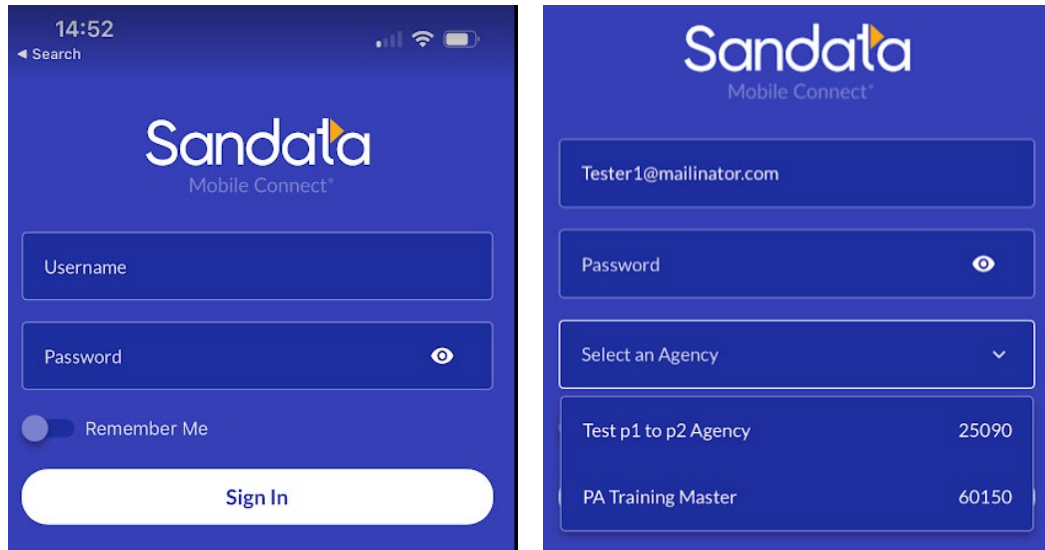 14:52
◀ Search
Sandata
Mobile Connect®
Username
Password
Remember Me
Sign In
Sandata
Mobile Connect®
Tester1@mailinator.com
Password
Select an Agency
Test p1 to p2 Agency 25090
PA Training Master 60150